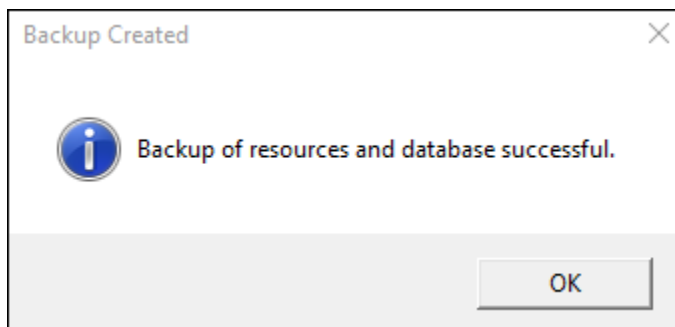 Backup Created
Backup of resources and database successful.
OK